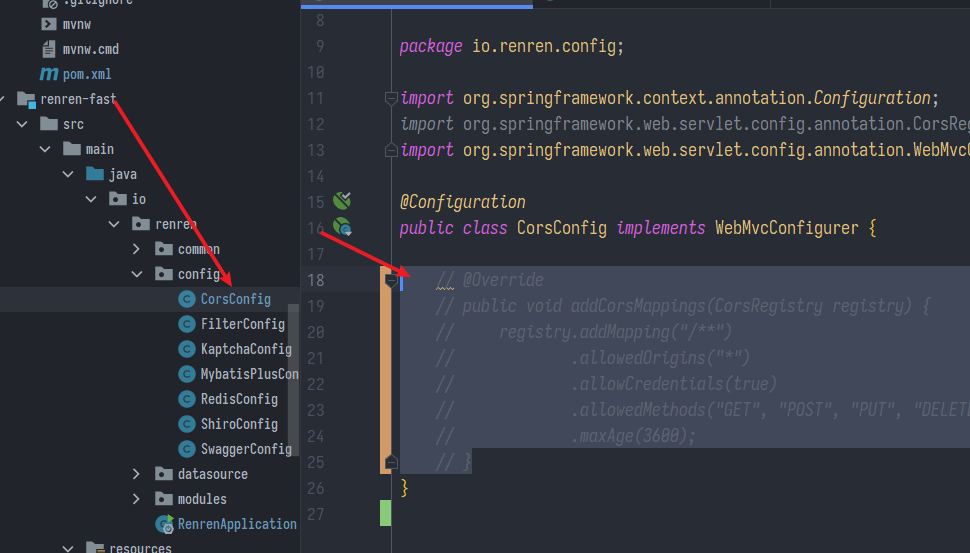 .gitignore
mvnw
mvnw.cmd
pom.xml
renren-fast
src
main
java
io
renren
common
config
CorsConfig
FilterConfig
KaptchaConfig
MybatisPlusCon
RedisConfig
ShiroConfig
SwaggerConfig
datasource
modules
RenrenApplication
resources
8
9 package io.renren.config;
10
11 import org.springframework.context.annotation.Configuration;
12 import org.springframework.web.servlet.config.annotation.CorsReg
13 import org.springframework.web.servlet.config.annotation.WebMvcC
14
15 @Configuration
16 public class CorsConfig implements WebMvcConfigurer {
17
18 // @Override
19 // public void addCorsMappings(CorsRegistry registry) {
20 // registry.addMapping("/**")
21 // .allowedOrigins("*")
22 // .allowCredentials(true)
23 // .allowedMethods("GET", "POST", "PUT", "DELET
24 // .maxAge(3600);
25 // }
26 }
27